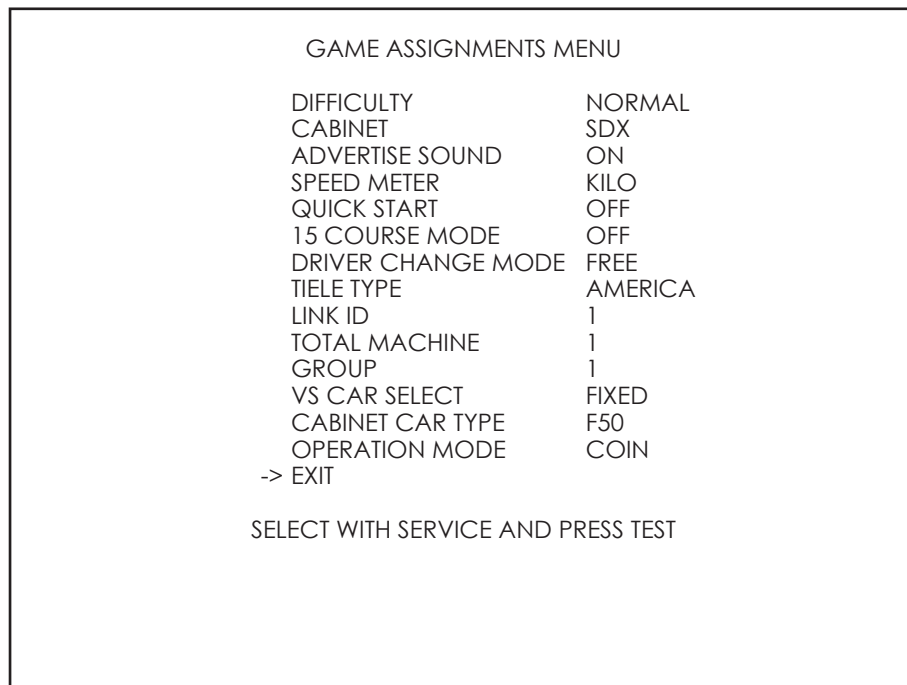 GAME ASSIGNMENTS MENU
DIFFICULTY NORMAL
CABINET SDX
ADVERTISE SOUND ON
SPEED METER KILO
QUICK START OFF
15 COURSE MODE OFF
DRIVER CHANGE MODE FREE
TIELE TYPE AMERICA
LINK ID 1
TOTAL MACHINE 1
GROUP 1
VS CAR SELECT FIXED
CABINET CAR TYPE F50
OPERATION MODE COIN
-> EXIT
SELECT WITH SERVICE AND PRESS TEST